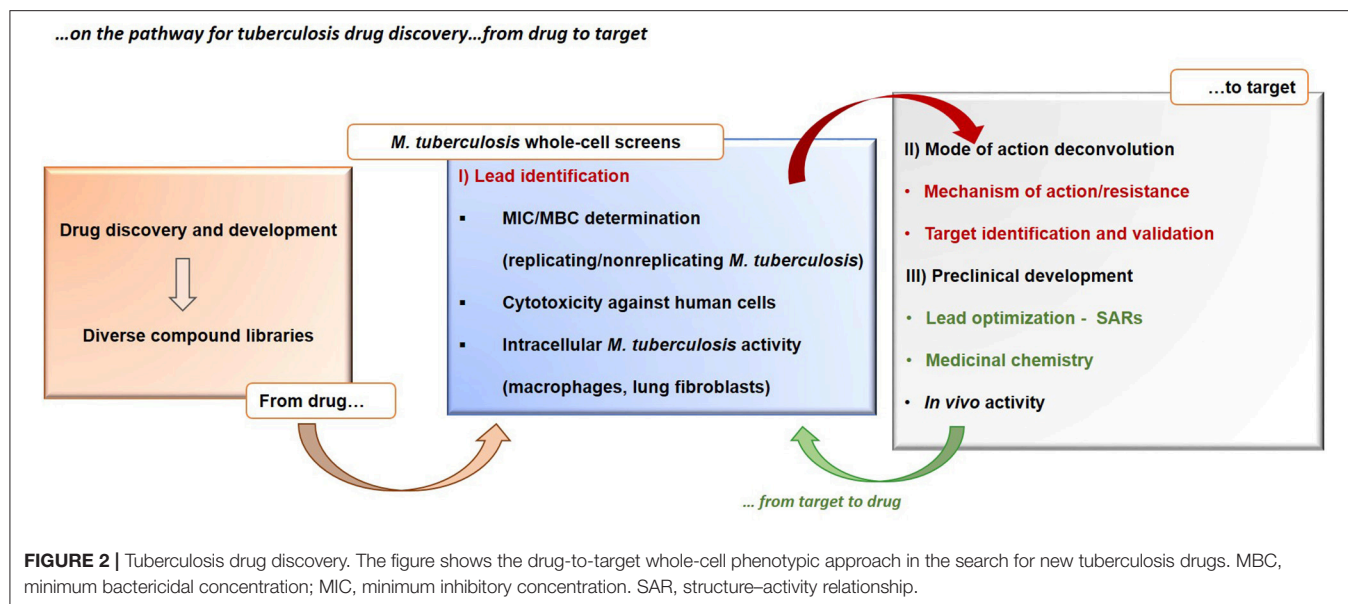 ...on the pathway for tuberculosis drug discovery...from drug to target
Drug discovery and development
Diverse compound libraries
From drug...
M. tuberculosis whole-cell screens
I) Lead identification
▪ MIC/MBC determination
(replicating/nonreplicating M. tuberculosis)
▪ Cytotoxicity against human cells
▪ Intracellular M. tuberculosis activity
(macrophages, lung fibroblasts)
...to target
II) Mode of action deconvolution
• Mechanism of action/resistance
• Target identification and validation
III) Preclinical development
• Lead optimization - SARs
• Medicinal chemistry
• In vivo activity
... from target to drug
FIGURE 2 | Tuberculosis drug discovery. The figure shows the drug-to-target whole-cell phenotypic approach in the search for new tuberculosis drugs. MBC,
minimum bactericidal concentration; MIC, minimum inhibitory concentration. SAR, structure–activity relationship.